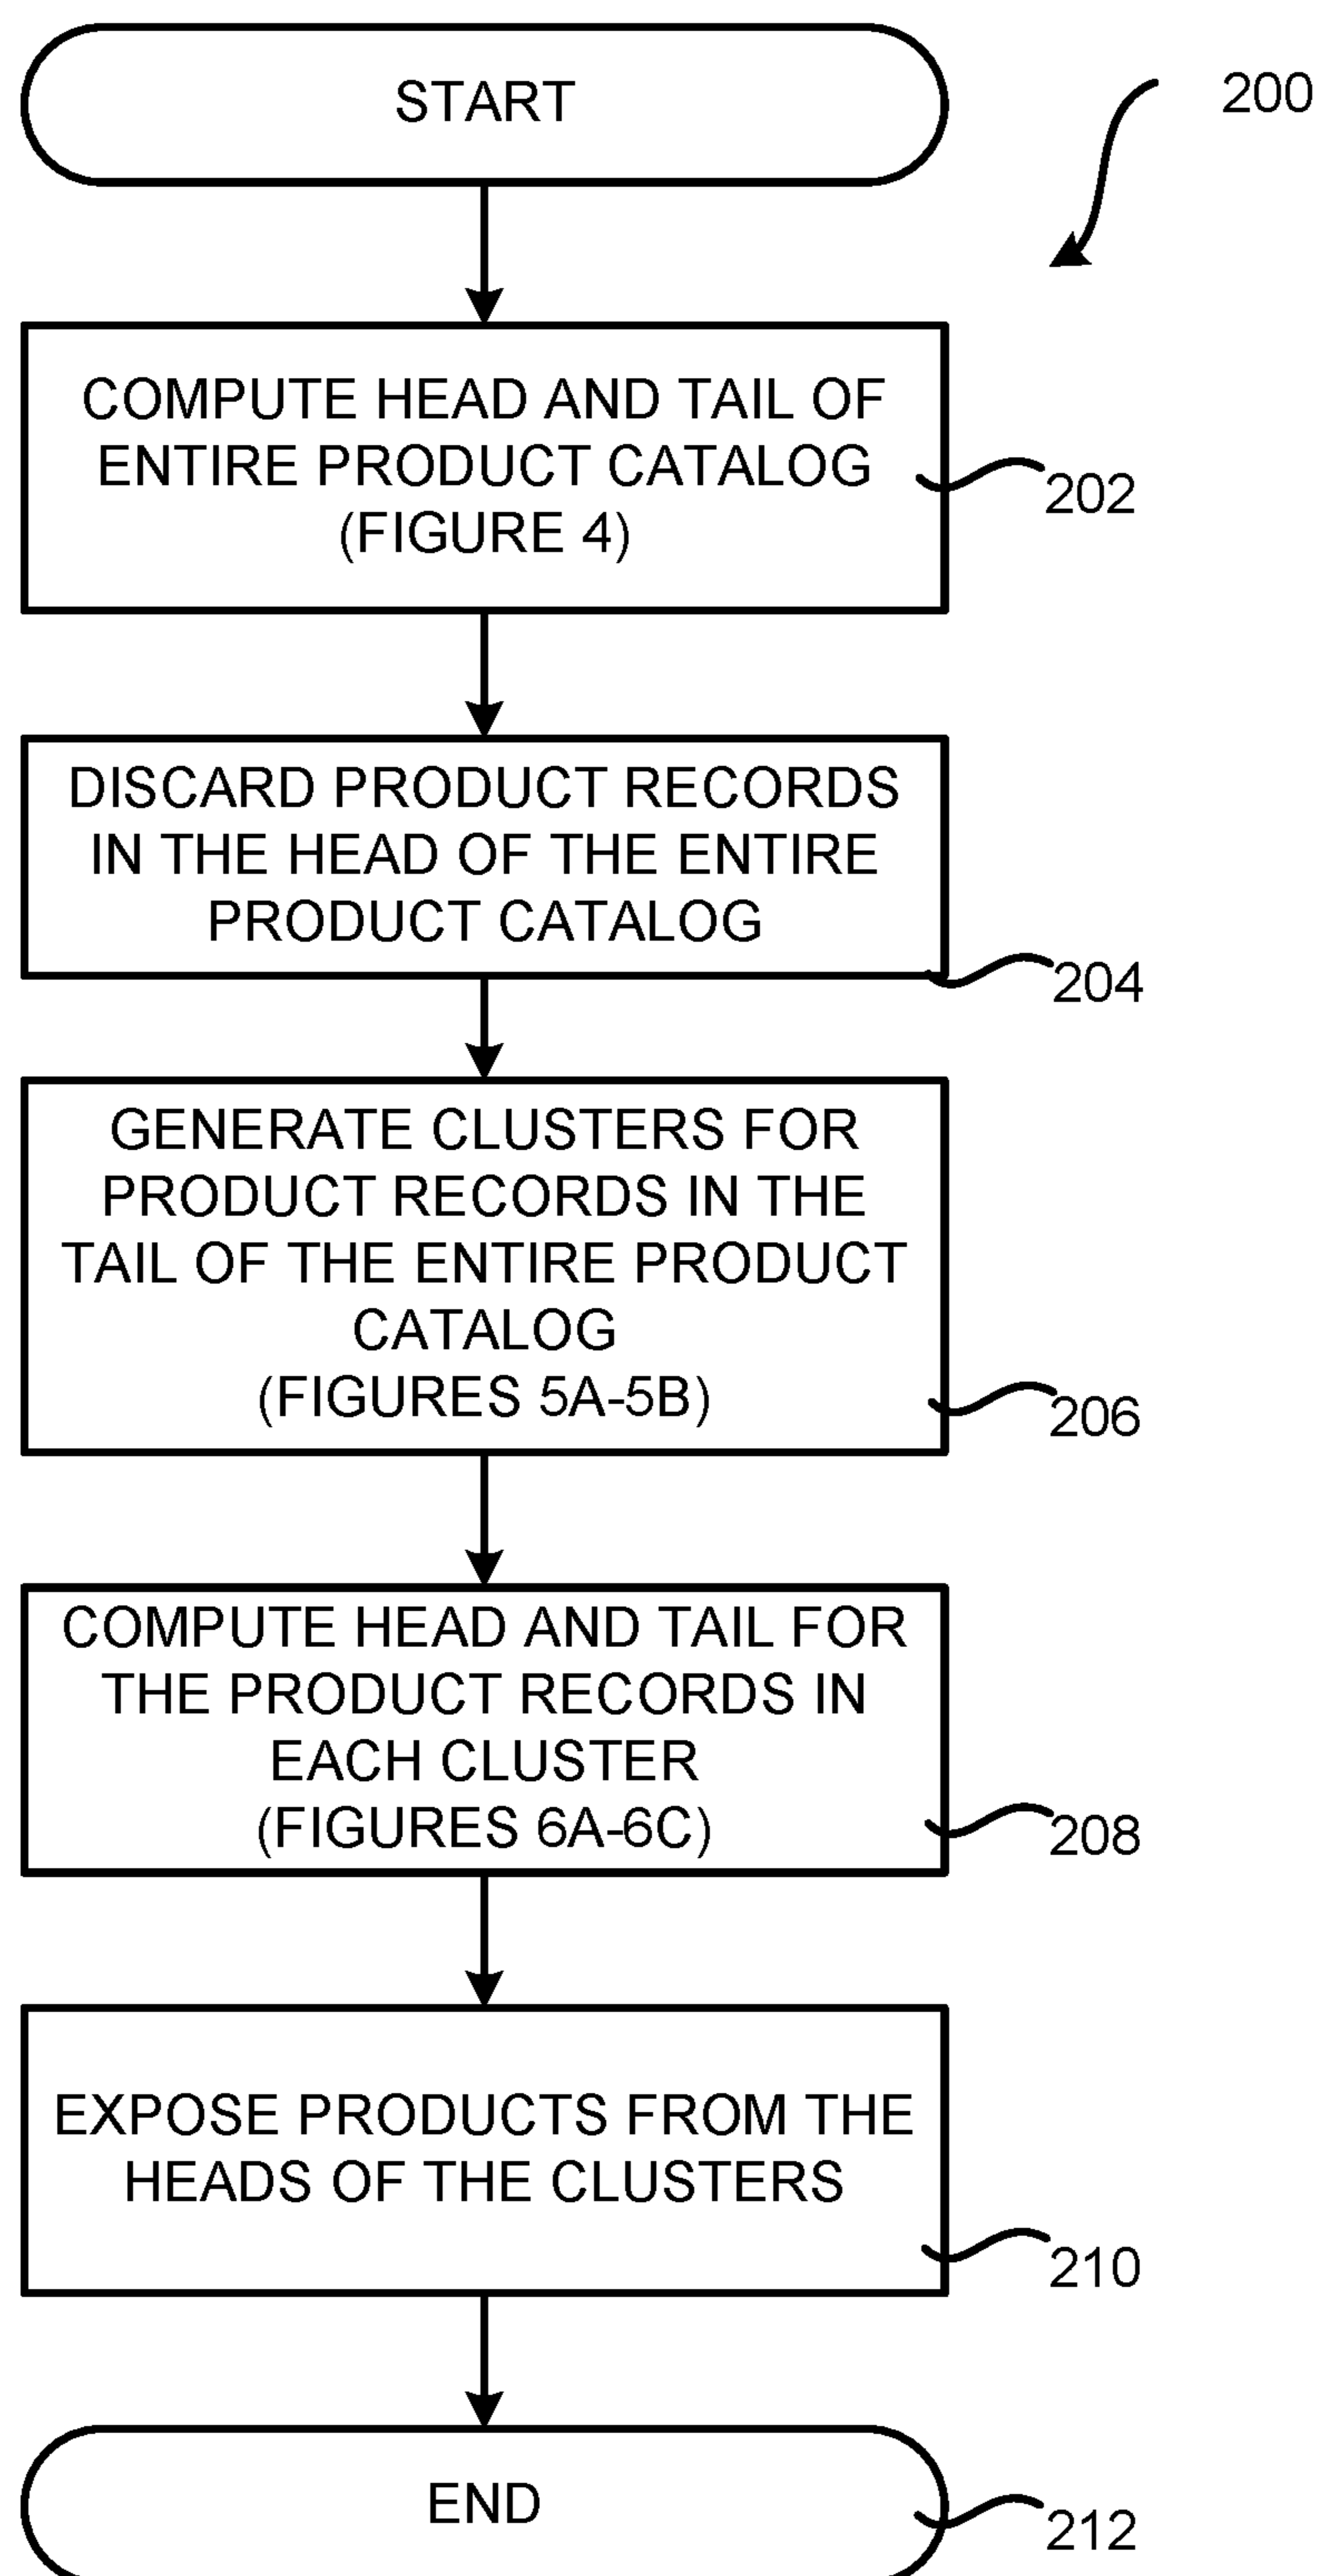 START
200
COMPUTE HEAD AND TAIL OF
ENTIRE PRODUCT CATALOG
(FIGURE 4)
202
DISCARD PRODUCT RECORDS
IN THE HEAD OF THE ENTIRE
PRODUCT CATALOG
204
GENERATE CLUSTERS FOR
PRODUCT RECORDS IN THE
TAIL OF THE ENTIRE PRODUCT
CATALOG
(FIGURES 5A-5B)
206
COMPUTE HEAD AND TAIL FOR
THE PRODUCT RECORDS IN
EACH CLUSTER
(FIGURES 6A-6C)
208
EXPOSE PRODUCTS FROM THE
HEADS OF THE CLUSTERS
210
END
212